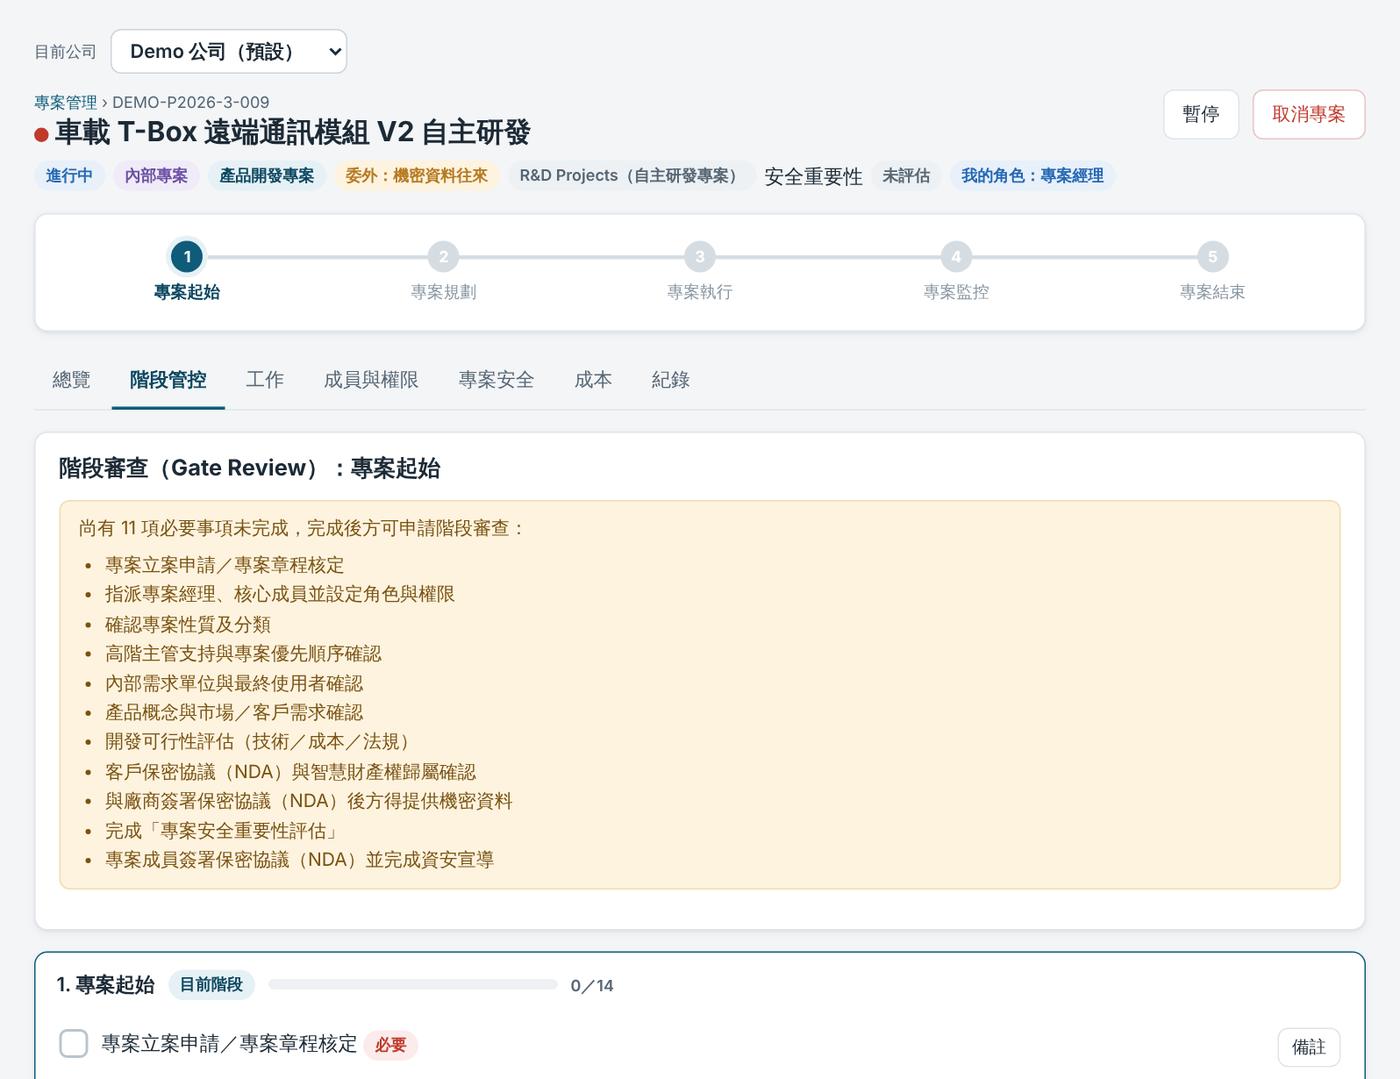 目前公司 Demo 公司（預設）
專案管理 › DEMO-P2026-3-009
車載 T-Box 遠端通訊模組 V2 自主研發
暫停 取消專案
進行中 內部專案 產品開發專案 委外：機密資料往來 R&D Projects（自主研發專案） 安全重要性 未評估 我的角色：專案經理
1 2 3 4 5
專案起始 專案規劃 專案執行 專案監控 專案結束
總覽 階段管控 工作 成員與權限 專案安全 成本 紀錄
階段審查（Gate Review）：專案起始
尚有 11 項必要事項未完成，完成後方可申請階段審查：
• 專案立案申請／專案章程核定
• 指派專案經理、核心成員並設定角色與權限
• 確認專案性質及分類
• 高階主管支持與專案優先順序確認
• 內部需求單位與最終使用者確認
• 產品概念與市場／客戶需求確認
• 開發可行性評估（技術／成本／法規）
• 客戶保密協議（NDA）與智慧財產權歸屬確認
• 與廠商簽署保密協議（NDA）後方得提供機密資料
• 完成「專案安全重要性評估」
• 專案成員簽署保密協議（NDA）並完成資安宣導
1. 專案起始 目前階段 0／14
專案立案申請／專案章程核定 必要 備註